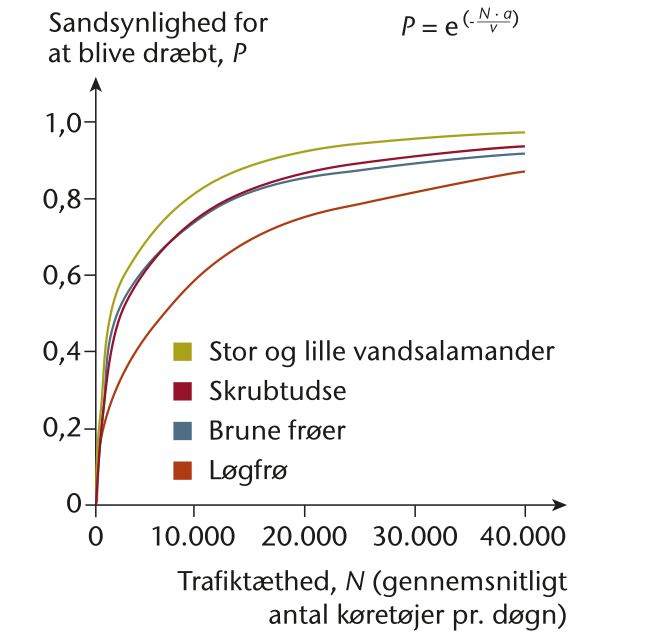 Sandsynlighed for
at blive dræbt, P
P = e^(-N · a / v)
1,0
0,8
0,6
0,4
0,2
0
Stor og lille vandsalamander
Skrubtudse
Brune frøer
Løgfrø
0 10.000 20.000 30.000 40.000
Trafiktæthed, N (gennemsnitligt
antal køretøjer pr. døgn)